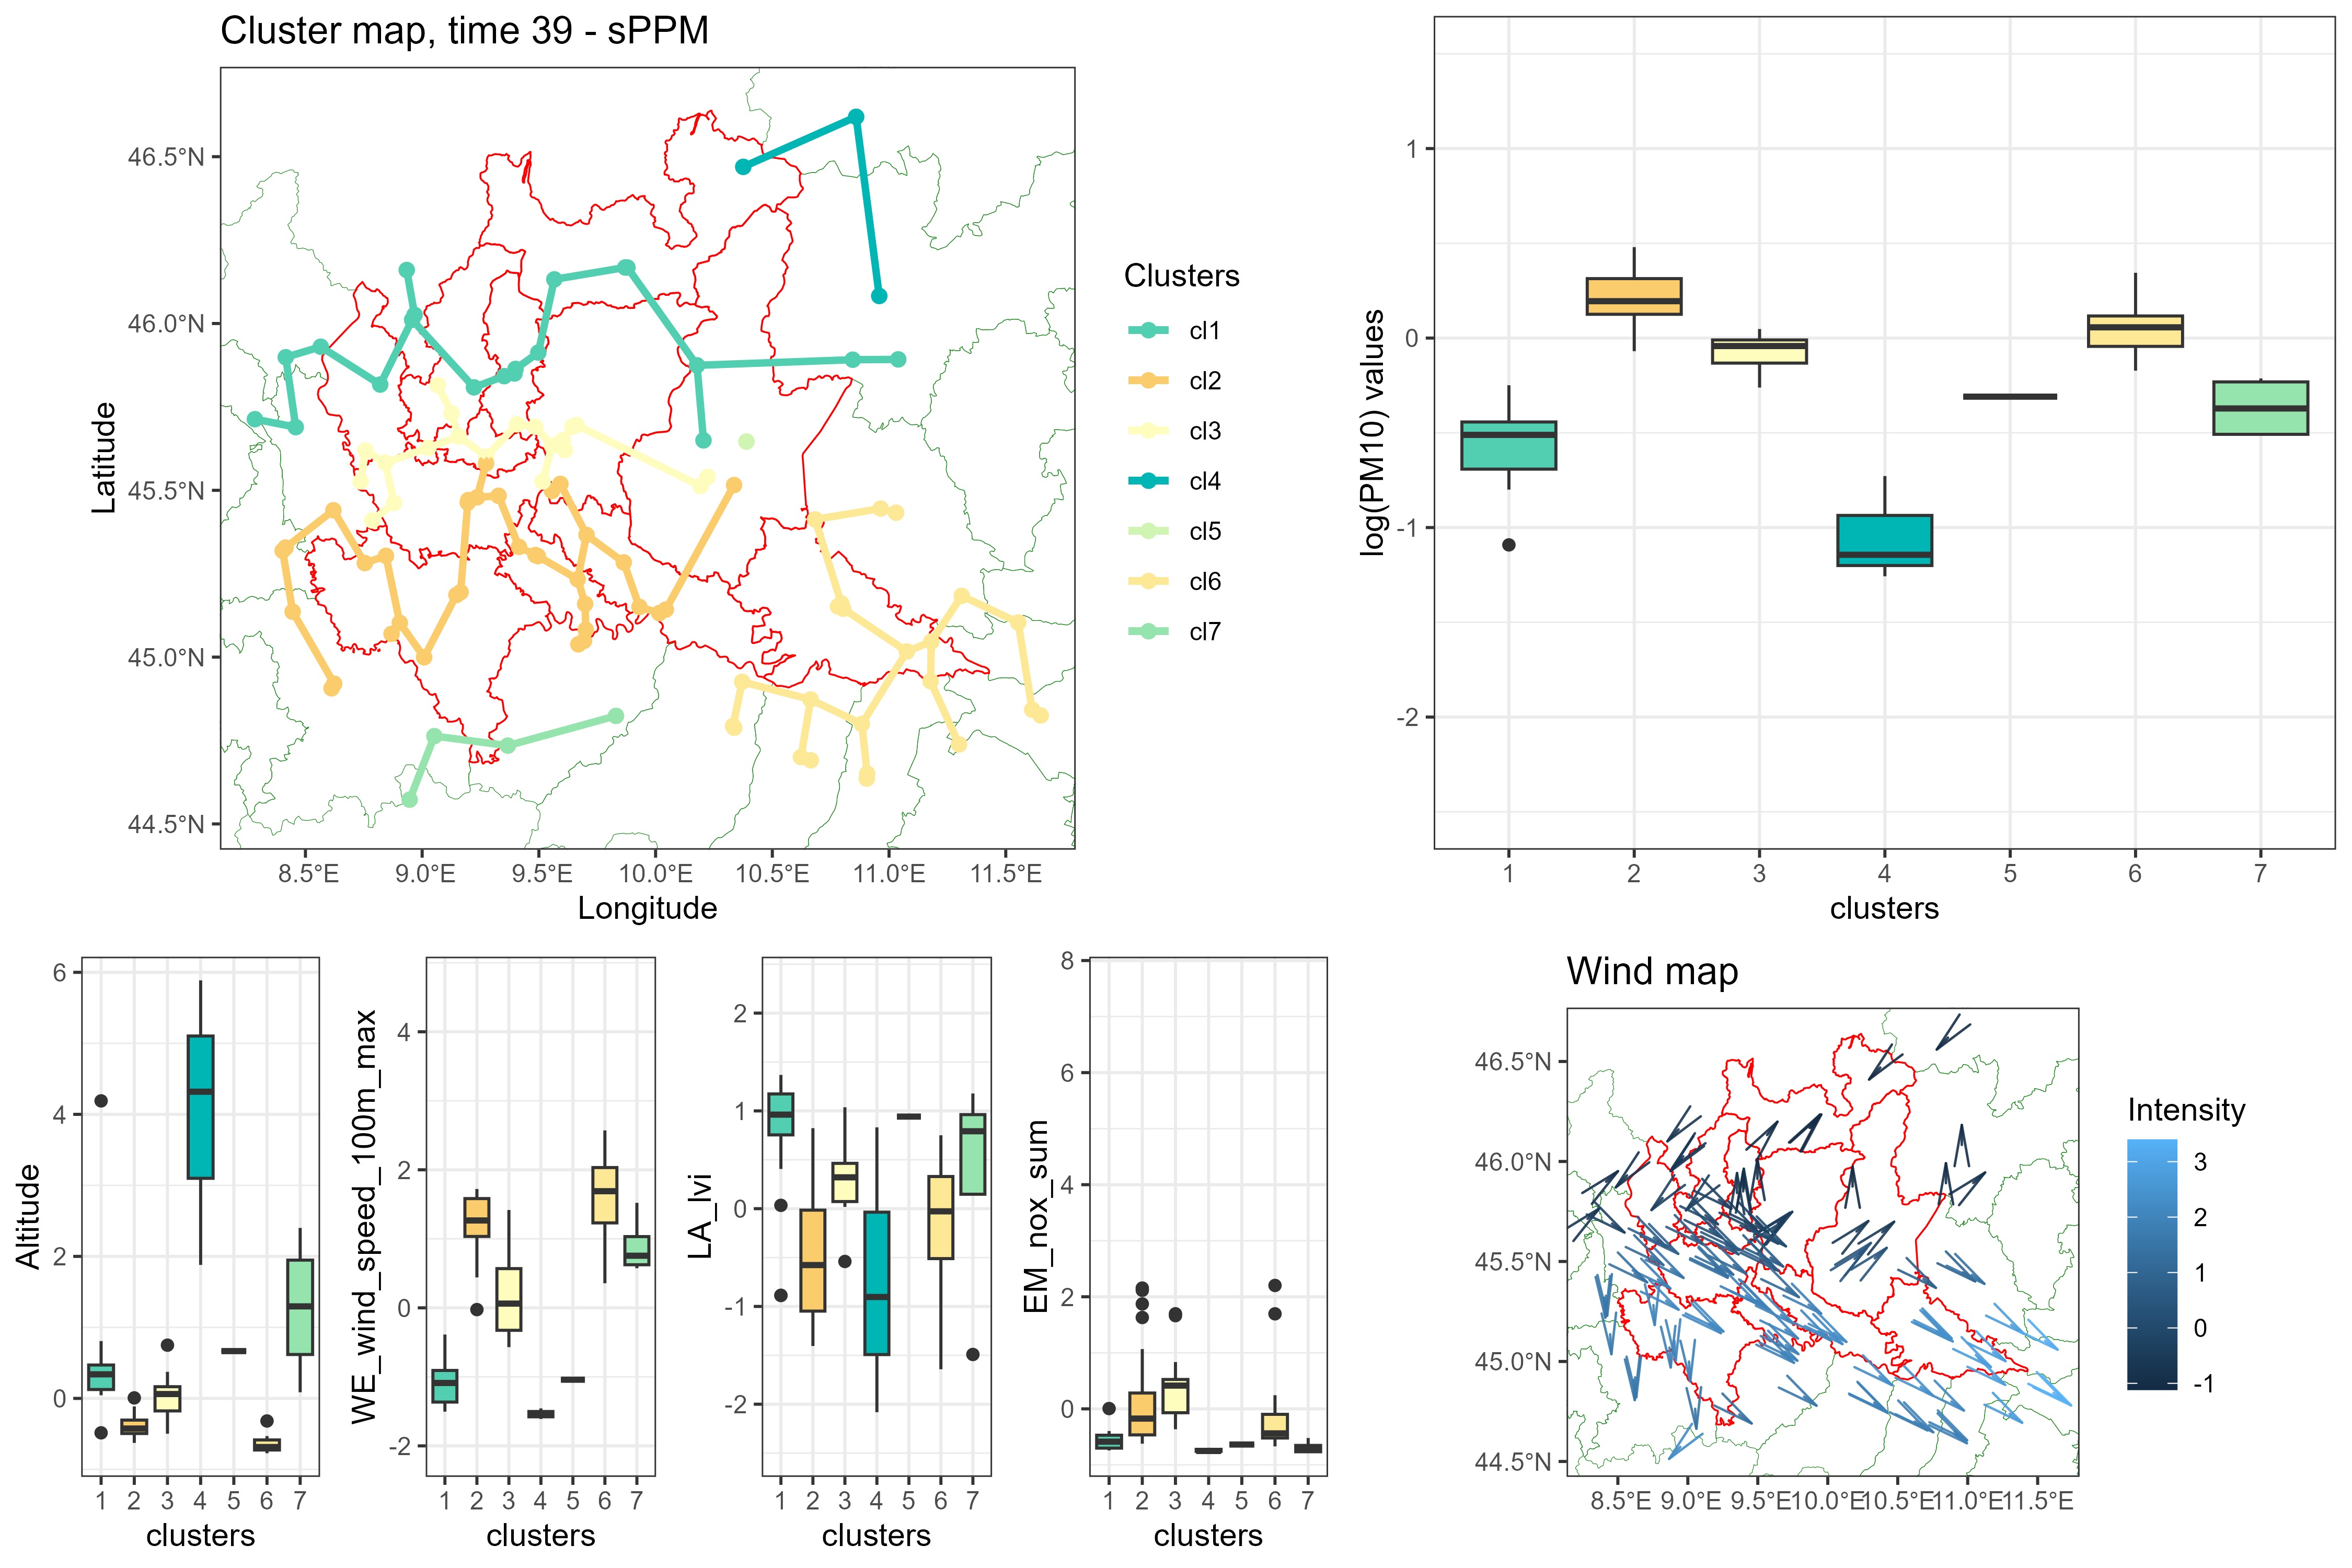 Cluster map, time 39 - sPPM
46.5°N
46.0°N
45.5°N
45.0°N
44.5°N
Latitude
8.5°E 9.0°E 9.5°E 10.0°E 10.5°E 11.0°E 11.5°E
Longitude
Clusters
cl1
cl2
cl3
cl4
cl5
cl6
cl7
log(PM10) values
1
0
-1
-2
1 2 3 4 5 6 7
clusters
Altitude
6
4
2
0
1 2 3 4 5 6 7
clusters
WE_wind_speed_100m_max
4
2
0
-2
1 2 3 4 5 6 7
clusters
LA_lvi
2
1
0
-1
-2
1 2 3 4 5 6 7
clusters
EM_nox_sum
8
6
4
2
0
1 2 3 4 5 6 7
clusters
Wind map
46.5°N
46.0°N
45.5°N
45.0°N
44.5°N
8.5°E 9.0°E 9.5°E 10.0°E 10.5°E 11.0°E 11.5°E
Intensity
3
2
1
0
-1